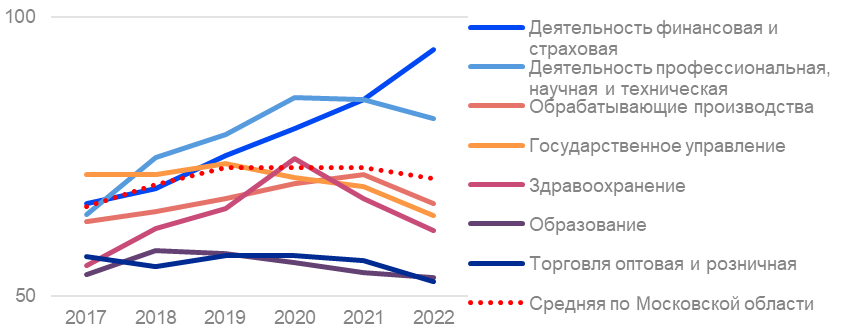 100
50
2017 2018 2019 2020 2021 2022
Деятельность финансовая и
страховая
Деятельность профессиональная,
научная и техническая
Обрабатывающие производства
Государственное управление
Здравоохранение
Образование
Торговля оптовая и розничная
Средняя по Московской области